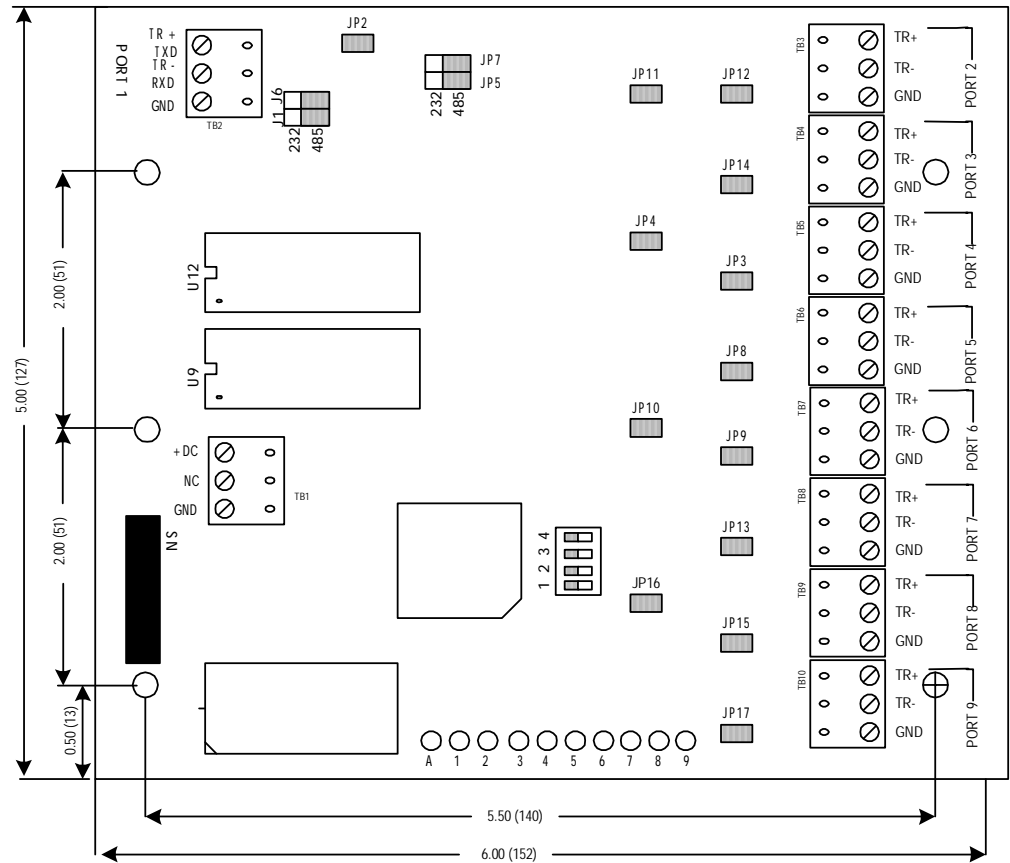 JP2
TR +
TXD
TR -
RXD
GND
PORT 1
TB2
J6
J1
232
485
JP7
JP5
232
485
JP11
JP12
TB3
TR+
TR-
GND
PORT 2
TB4
TR+
TR-
GND
PORT 3
JP14
JP4
JP3
TB5
TR+
TR-
GND
PORT 4
U12
2.00 (51)
5.00 (127)
U9
TB6
TR+
TR-
GND
PORT 5
JP8
JP10
JP9
TB7
TR+
TR-
GND
PORT 6
+DC
NC
GND
TB1
2.00 (51)
SN
1 2 3 4
JP13
TB8
TR+
TR-
GND
PORT 7
JP16
JP15
TB9
TR+
TR-
GND
PORT 8
0.50 (13)
JP17
TB10
TR+
TR-
GND
PORT 9
A 1 2 3 4 5 6 7 8 9
5.50 (140)
6.00 (152)